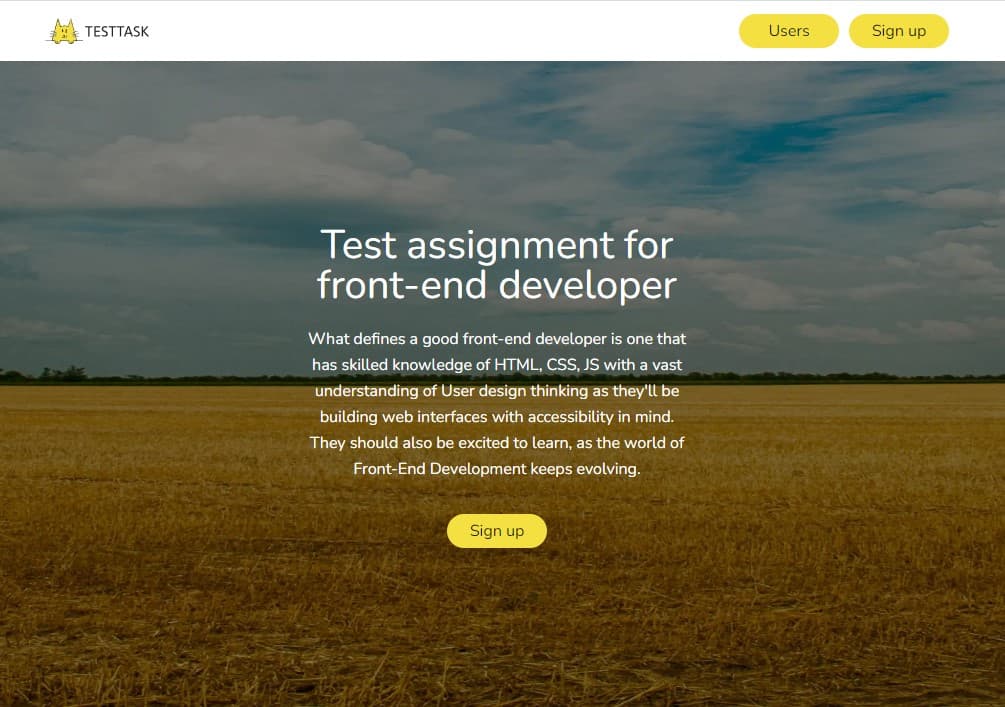 TESTTASK
Users
Sign up
Test assignment for
front-end developer
What defines a good front-end developer is one that
has skilled knowledge of HTML, CSS, JS with a vast
understanding of User design thinking as they'll be
building web interfaces with accessibility in mind.
They should also be excited to learn, as the world of
Front-End Development keeps evolving.
Sign up